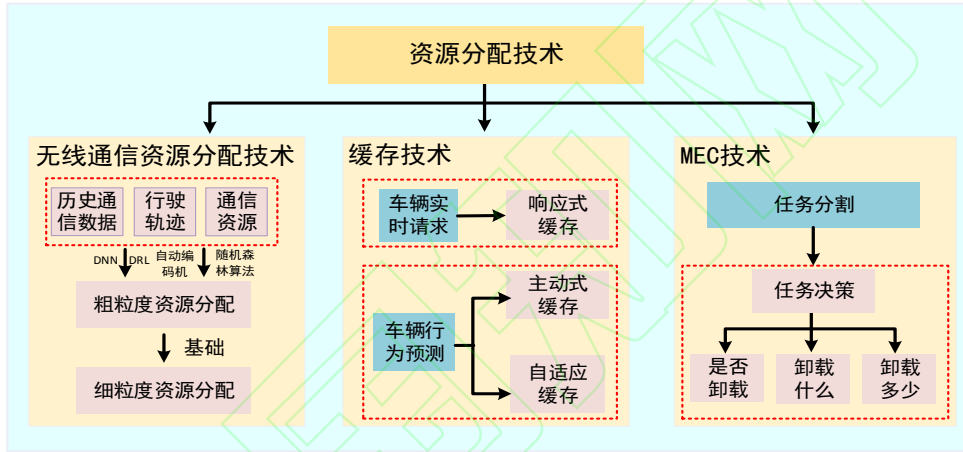 资源分配技术
无线通信资源分配技术
历史通
信数据
行驶
轨迹
通信
资源
DNN
DRL
自动编
码机
随机森
林算法
粗粒度资源分配
基础
细粒度资源分配
缓存技术
车辆实
时请求
响应式
缓存
车辆行
为预测
主动式
缓存
自适应
缓存
MEC技术
任务分割
任务决策
是否
卸载
卸载
什么
卸载
多少